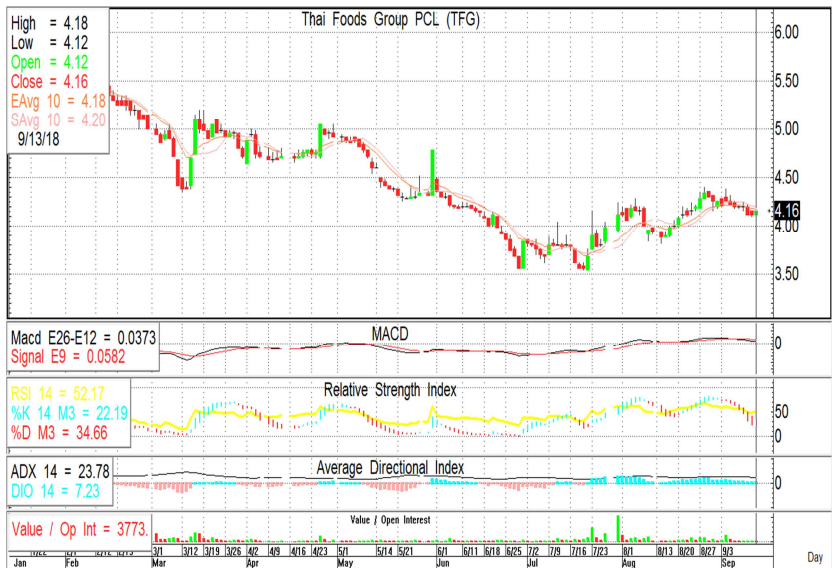 Thai Foods Group PCL (TFG)
High = 4.18
Low = 4.12
Open = 4.12
Close = 4.16
EAvg 10 = 4.18
SAvg 10 = 4.20
9/13/18
6.00
5.50
5.00
4.50
4.16
4.00
3.50
MACD
Macd E26-E12 = 0.0373
Signal E9 = 0.0582
0
Relative Strength Index
RSI 14 = 52.17
%K 14 M3 = 22.19
%D M3 = 34.66
50
0
Average Directional Index
ADX 14 = 23.78
DIO 14 = 7.23
0
Value / Open Interest
Value / Op Int = 3773.
3/1 3/12 3/19 3/26 4/2 4/9 4/16 4/23 5/1 5/14 5/21 6/1 6/11 6/18 6/25 7/2 7/9 7/16 7/23 8/1 8/13 8/20 8/27 9/3
Jan Feb Mar Apr May Jun Jul Aug Sep Day